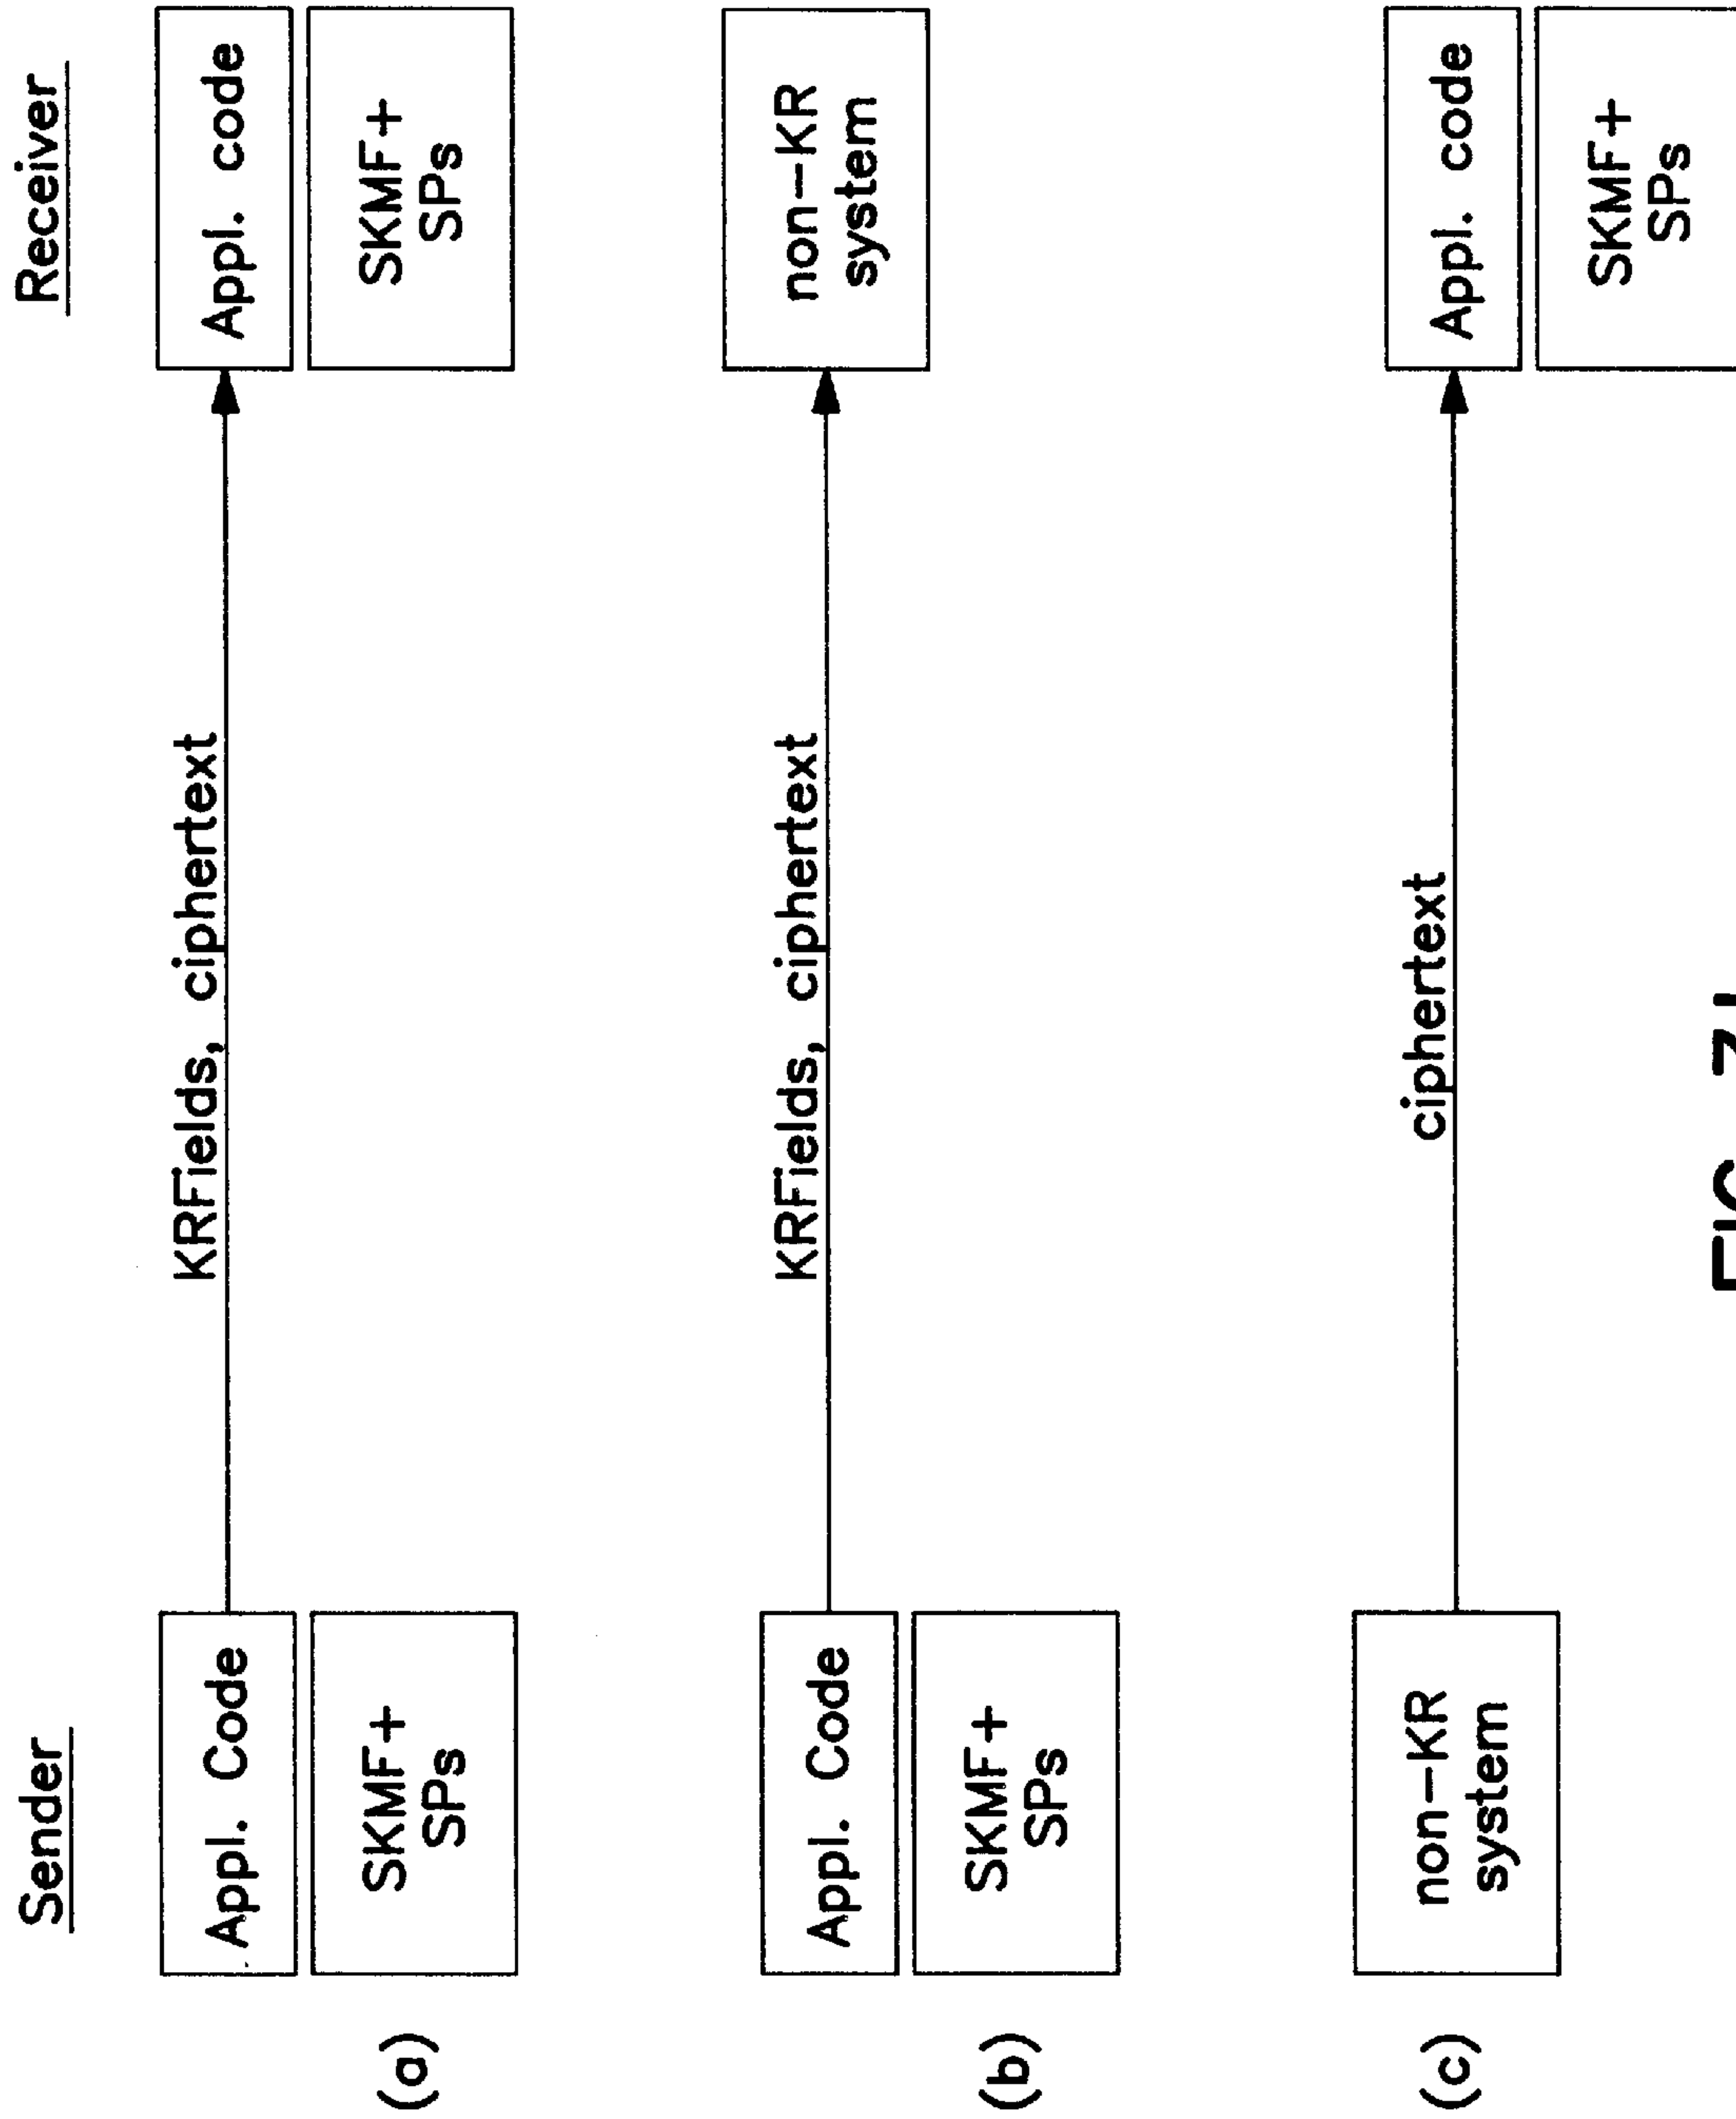 Sender
Receiver
(a)
Appl. Code
SKMF+
SPs
KRFields, ciphertext
Appl. code
SKMF+
SPs
(b)
Appl. Code
SKMF+
SPs
KRFields, ciphertext
non-KR
system
(c)
non-KR
system
ciphertext
Appl. code
SKMF+
SPs